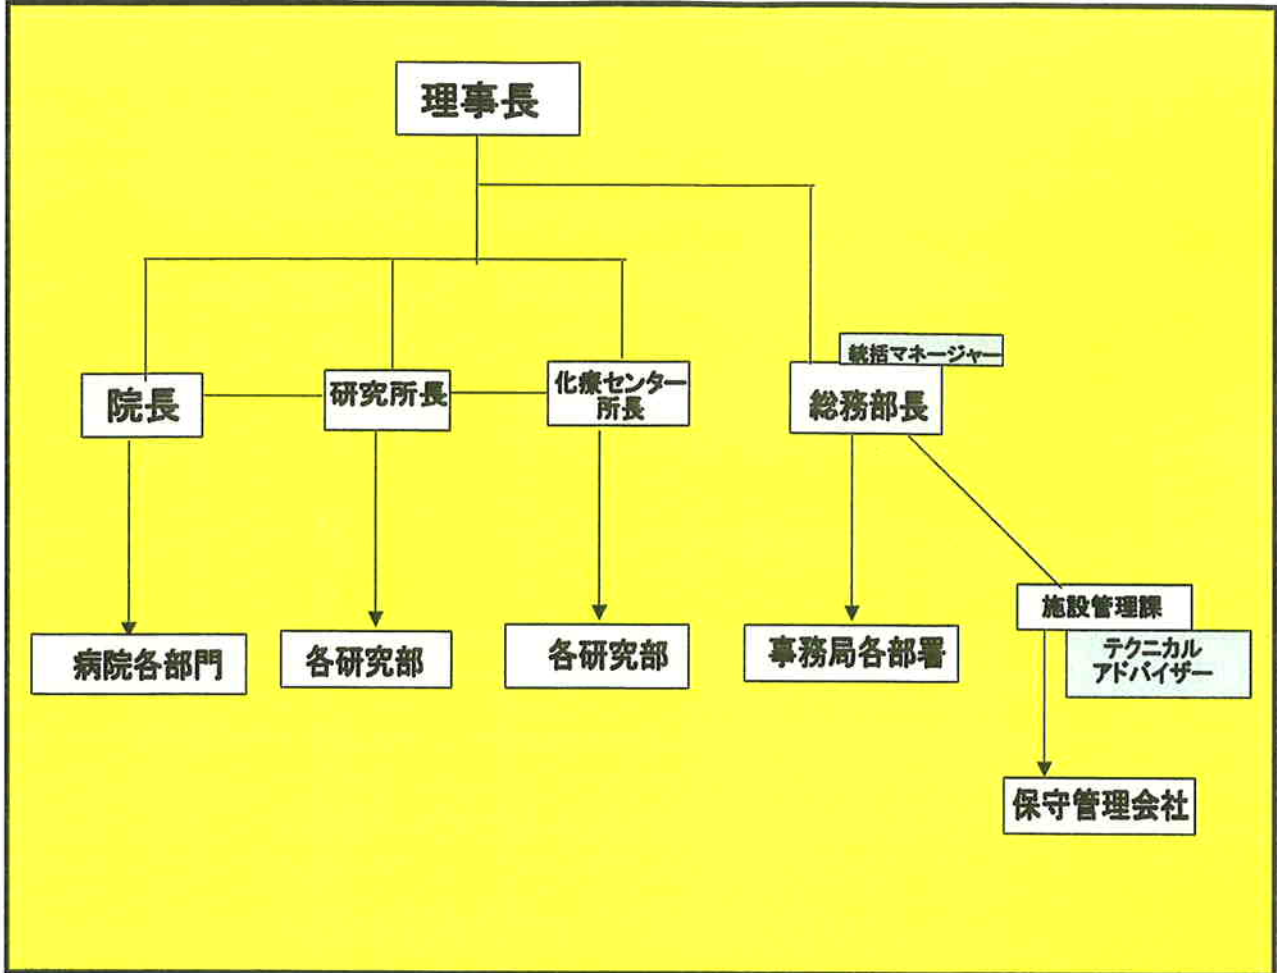 理事長
統括マネージャー
院長
研究所長
化療センター
所長
総務部長
施設管理課
テクニカル
アドバイザー
病院各部門
各研究部
各研究部
事務局各部署
保守管理会社